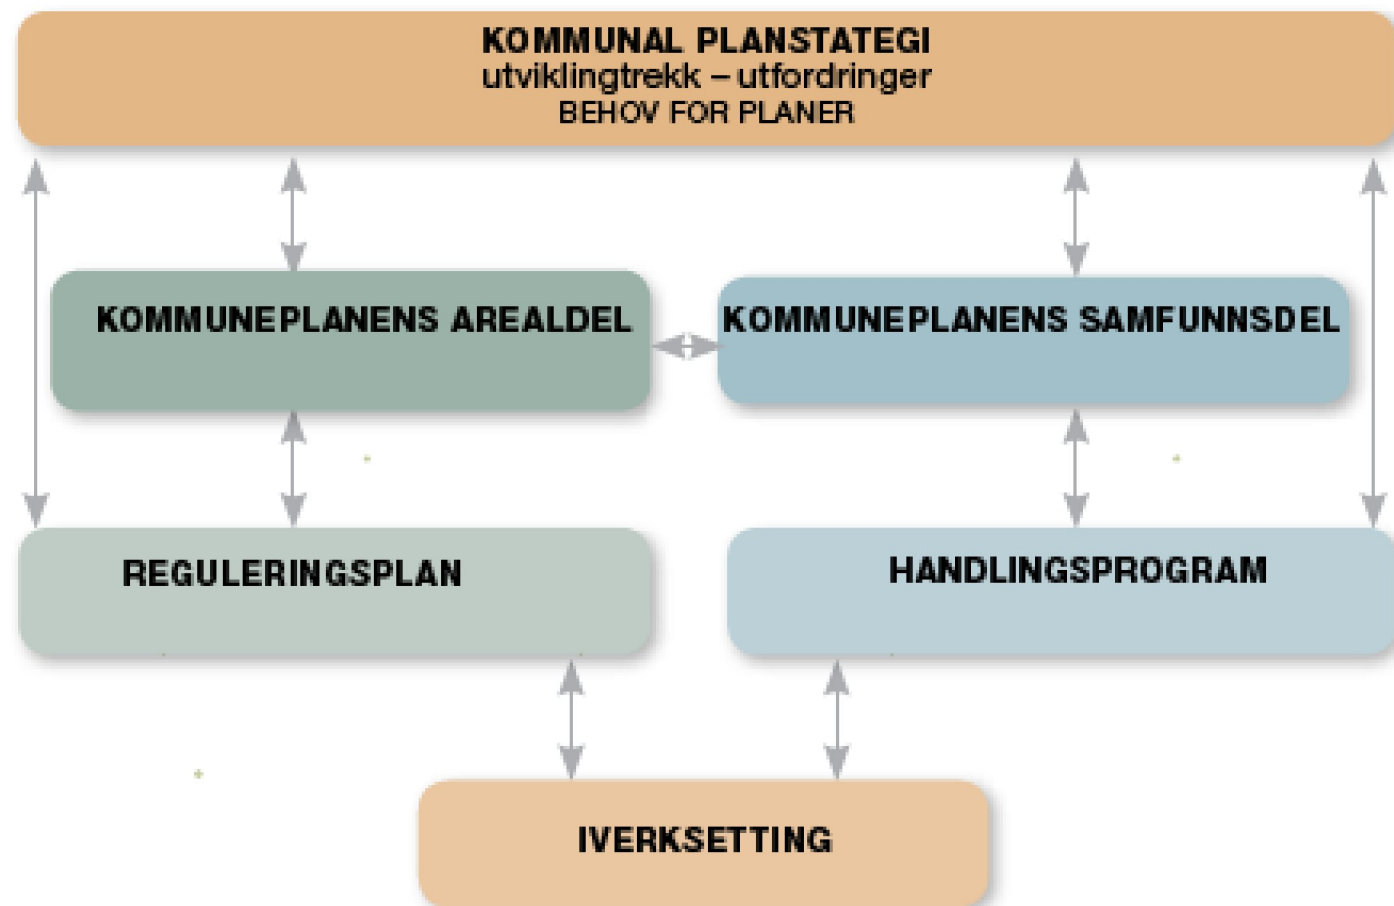 KOMMUNAL PLANSTATEGI
utviklingtrekk – utfordringer
BEHOV FOR PLANER
KOMMUNEPLANENS AREALDEL
KOMMUNEPLANENS SAMFUNNSDEL
REGULERINGSPLAN
HANDLINGSPROGRAM
IVERKSETTING